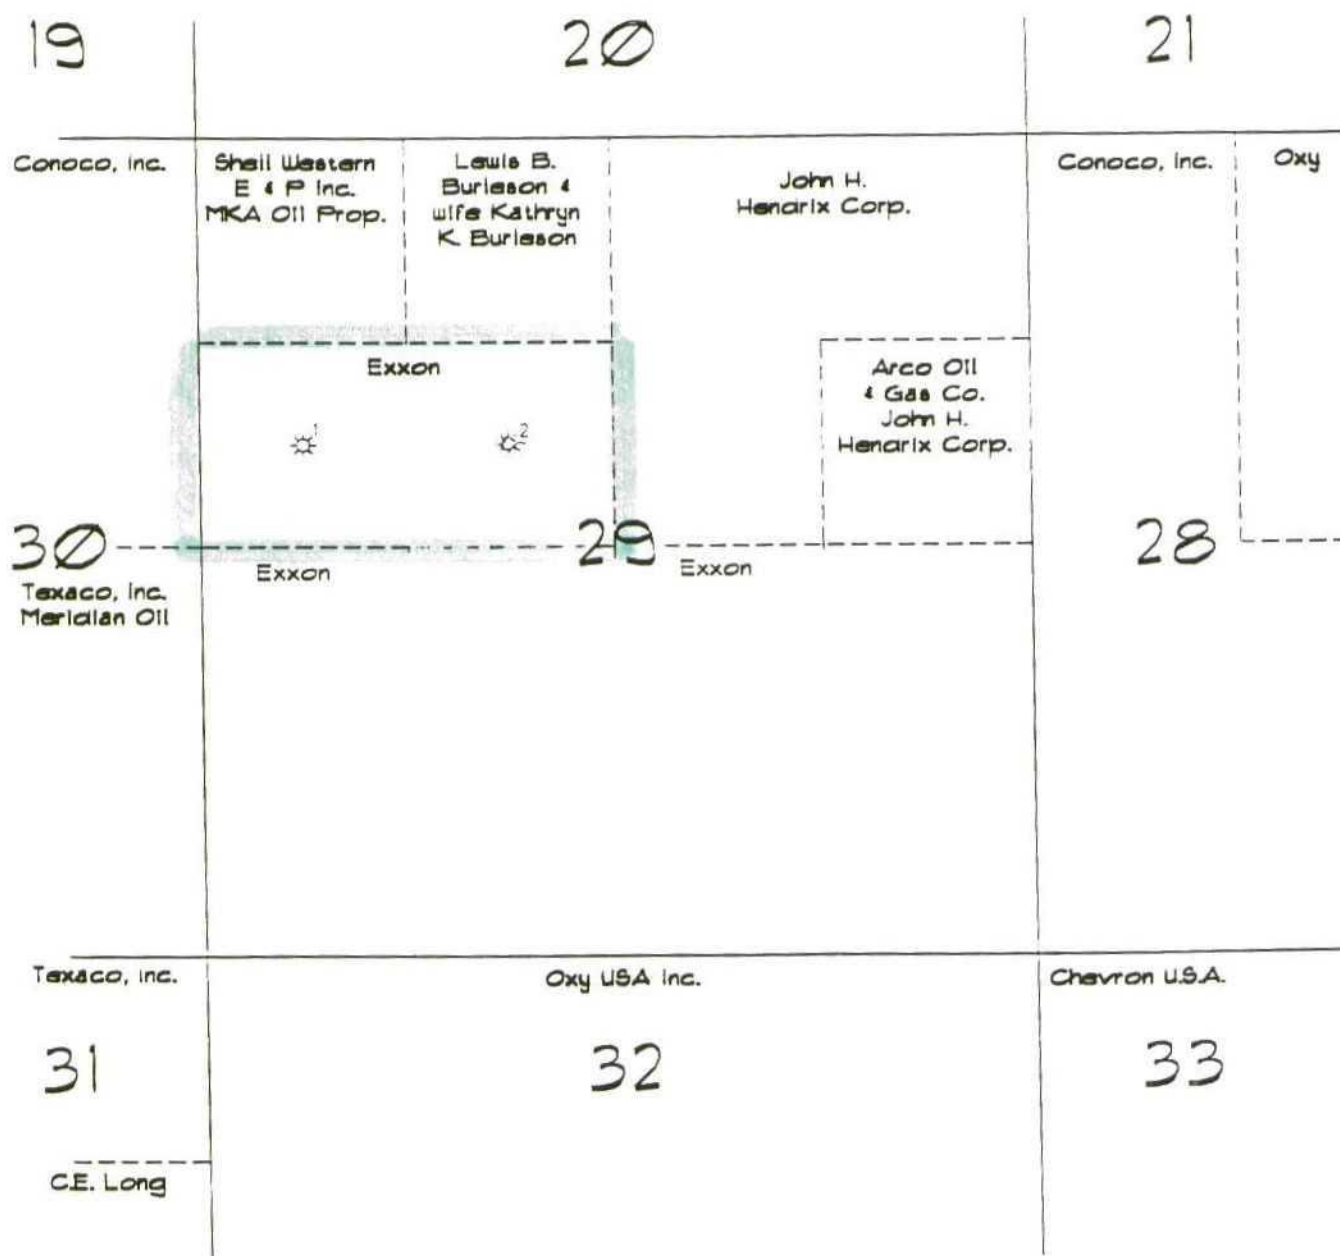 19
20
21
Conoco, Inc.
Shell Western
E & P Inc.
MKA Oil Prop.
Lewis B.
Burleson &
wife Kathryn
K. Burleson
John H.
Hendrix Corp.
Conoco, Inc.
Oxy
Exxon
Arco Oil
& Gas Co.
John H.
Hendrix Corp.
1
2
30
29
28
Exxon
Exxon
Texaco, Inc.
Meridian Oil
Texaco, Inc.
Oxy USA Inc.
Chevron U.S.A.
31
32
33
C.E. Long